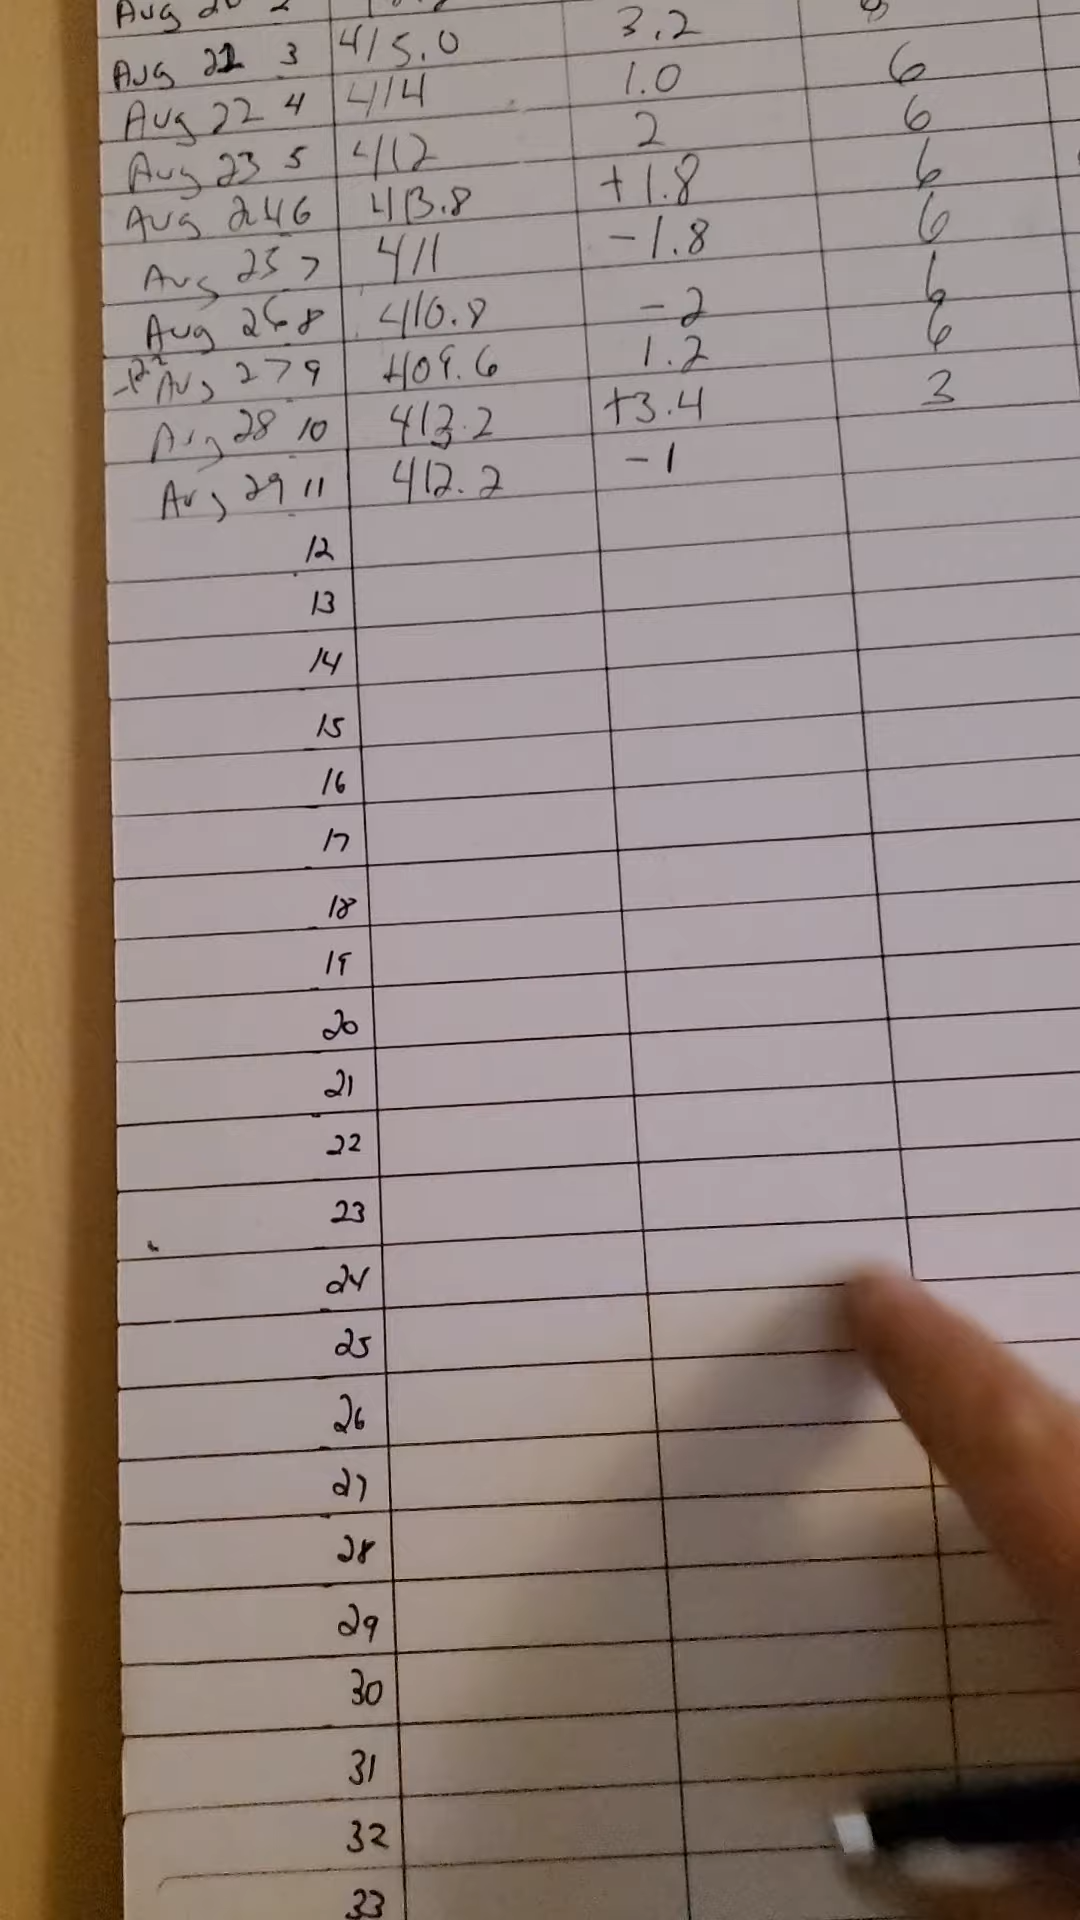 Aug 20 2
Aug 21 3 415.0 3.2 8
Aug 22 4 414 1.0 6
Aug 23 5 412 2 6
Aug 24 6 413.8 +1.8 6
Aug 25 7 411 -1.8 6
Aug 26 8 410.8 -2 6
Aug 27 9 409.6 1.2 6
Aug 28 10 413.2 +3.4 3
Aug 29 11 412.2 -1
12
13
14
15
16
17
18
19
20
21
22
23
24
25
26
27
28
29
30
31
32
33